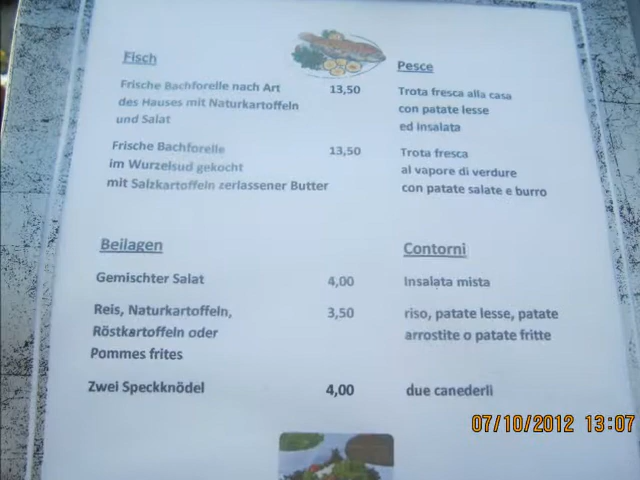 Fisch
Pesce
Frische Bachforelle nach Art 13,50 Trota fresca alla casa
des Hauses mit Naturkartoffeln con patate lesse
und Salat ed insalata
Frische Bachforelle 13,50 Trota fresca
im Wurzelsud gekocht al vapore di verdure
mit Salzkartoffeln zerlassener Butter con patate salate e burro
Beilagen Contorni
Gemischter Salat 4,00 Insalata mista
Reis, Naturkartoffeln, 3,50 riso, patate lesse, patate
Röstkartoffeln oder arrostite o patate fritte
Pommes frites
Zwei Speckknödel 4,00 due canederli
07/10/2012 13:07